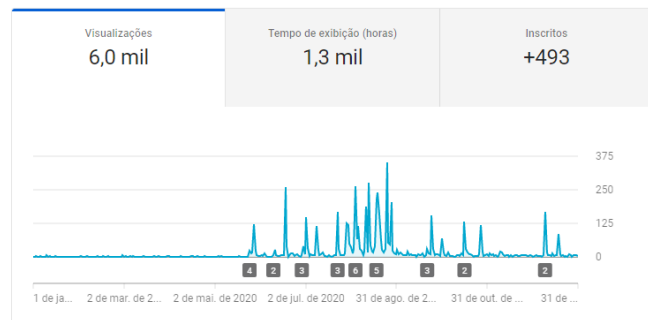 Visualizações
6,0 mil
Tempo de exibição (horas)
1,3 mil
Inscritos
+493
375
250
125
0
4 2 3 3 6 5 3 2 2
1 de ja... 2 de mar. de 2... 2 de mai. de 2020 2 de jul. de 2020 31 de ago. de 2... 31 de out. de ... 31 de ...